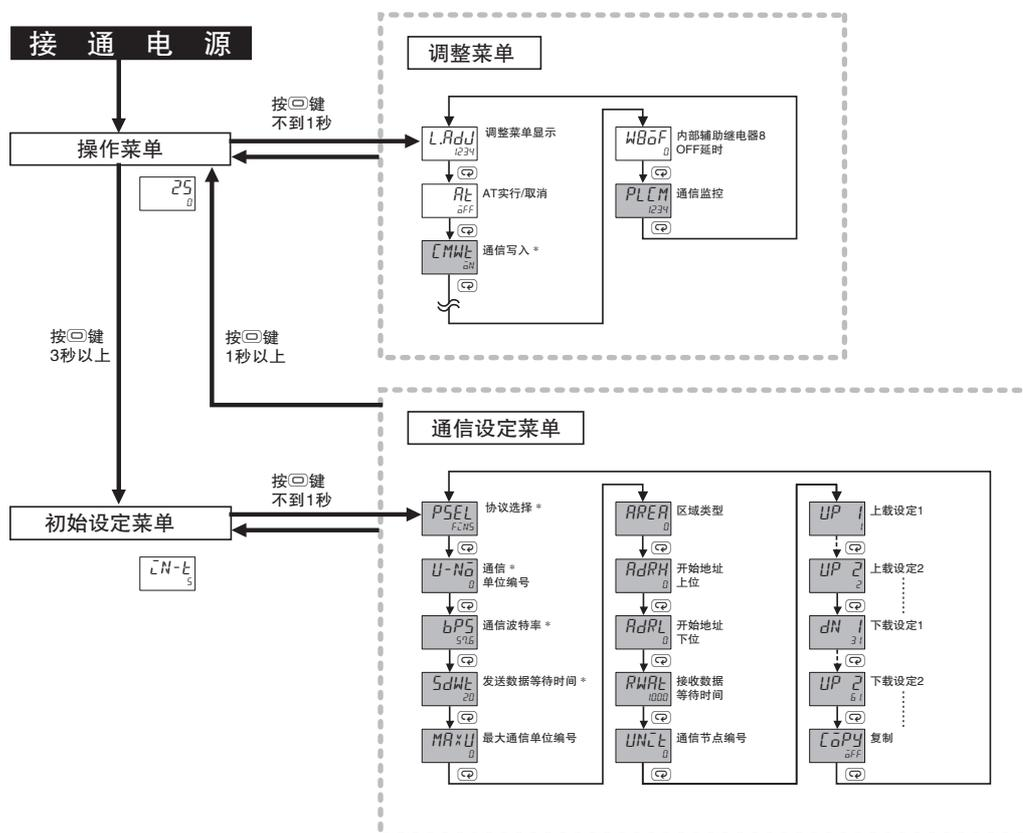 接通电源
操作菜单
25
0
按键
不到1秒
调整菜单
L.AdJ
1234
调整菜单显示
At
oFF
AT实行/取消
CMWt
oN
通信写入 *
W8oF
0
内部辅助继电器8
OFF延时
PLCM
1234
通信监控
按键
3秒以上
按键
1秒以上
初始设定菜单
iN-t
5
按键
不到1秒
通信设定菜单
PSEL
FiNS
协议选择 *
U-No
0
通信 *
单位编号
bPS
57.6
通信波特率 *
SdWt
20
发送数据等待时间 *
MAxU
0
最大通信单位编号
AREA
0
区域类型
AdRH
0
开始地址
上位
AdRL
0
开始地址
下位
RWAt
1000
接收数据
等待时间
UNit
0
通信节点编号
UP 1
1
上载设定1
UP 2
2
上载设定2
dN 1
31
下载设定1
UP 2
61
下载设定2
CoPY
oFF
复制